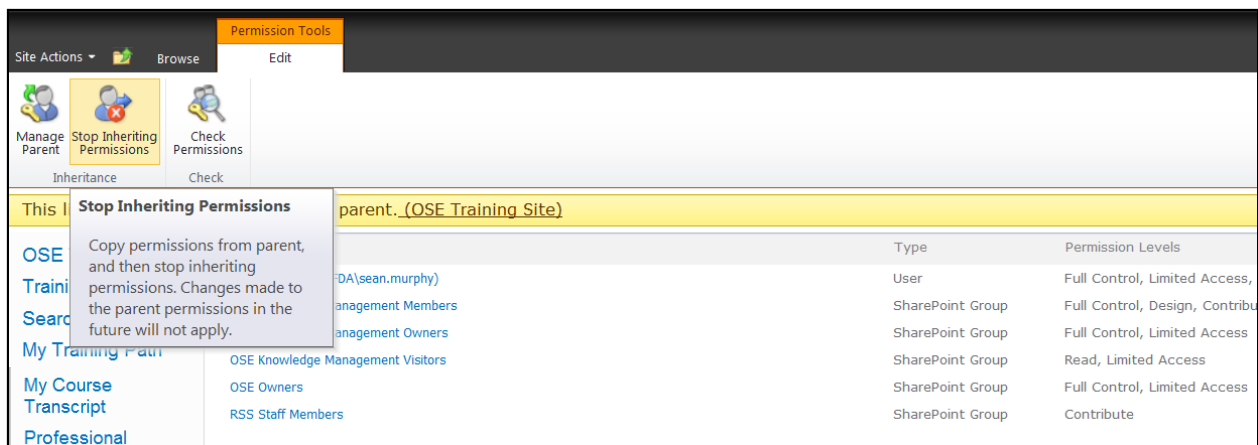 Permission Tools
Site Actions Browse Edit
Manage Parent
Stop Inheriting Permissions
Check Permissions
Inheritance Check
This parent. (OSE Training Site)
Stop Inheriting Permissions
Copy permissions from parent,
and then stop inheriting
permissions. Changes made to
the parent permissions in the
future will not apply.
OSE
My Training Path
My Course
Transcript
Professional
Type Permission Levels
\sean.murphy) User Full Control, Limited Access,
Members SharePoint Group Full Control, Design,
Owners SharePoint Group Full Control, Limited Access
OSE Knowledge Management Visitors SharePoint Group Read, Limited Access
OSE Owners SharePoint Group Full Control, Limited Access
RSS Staff Members SharePoint Group Contribute